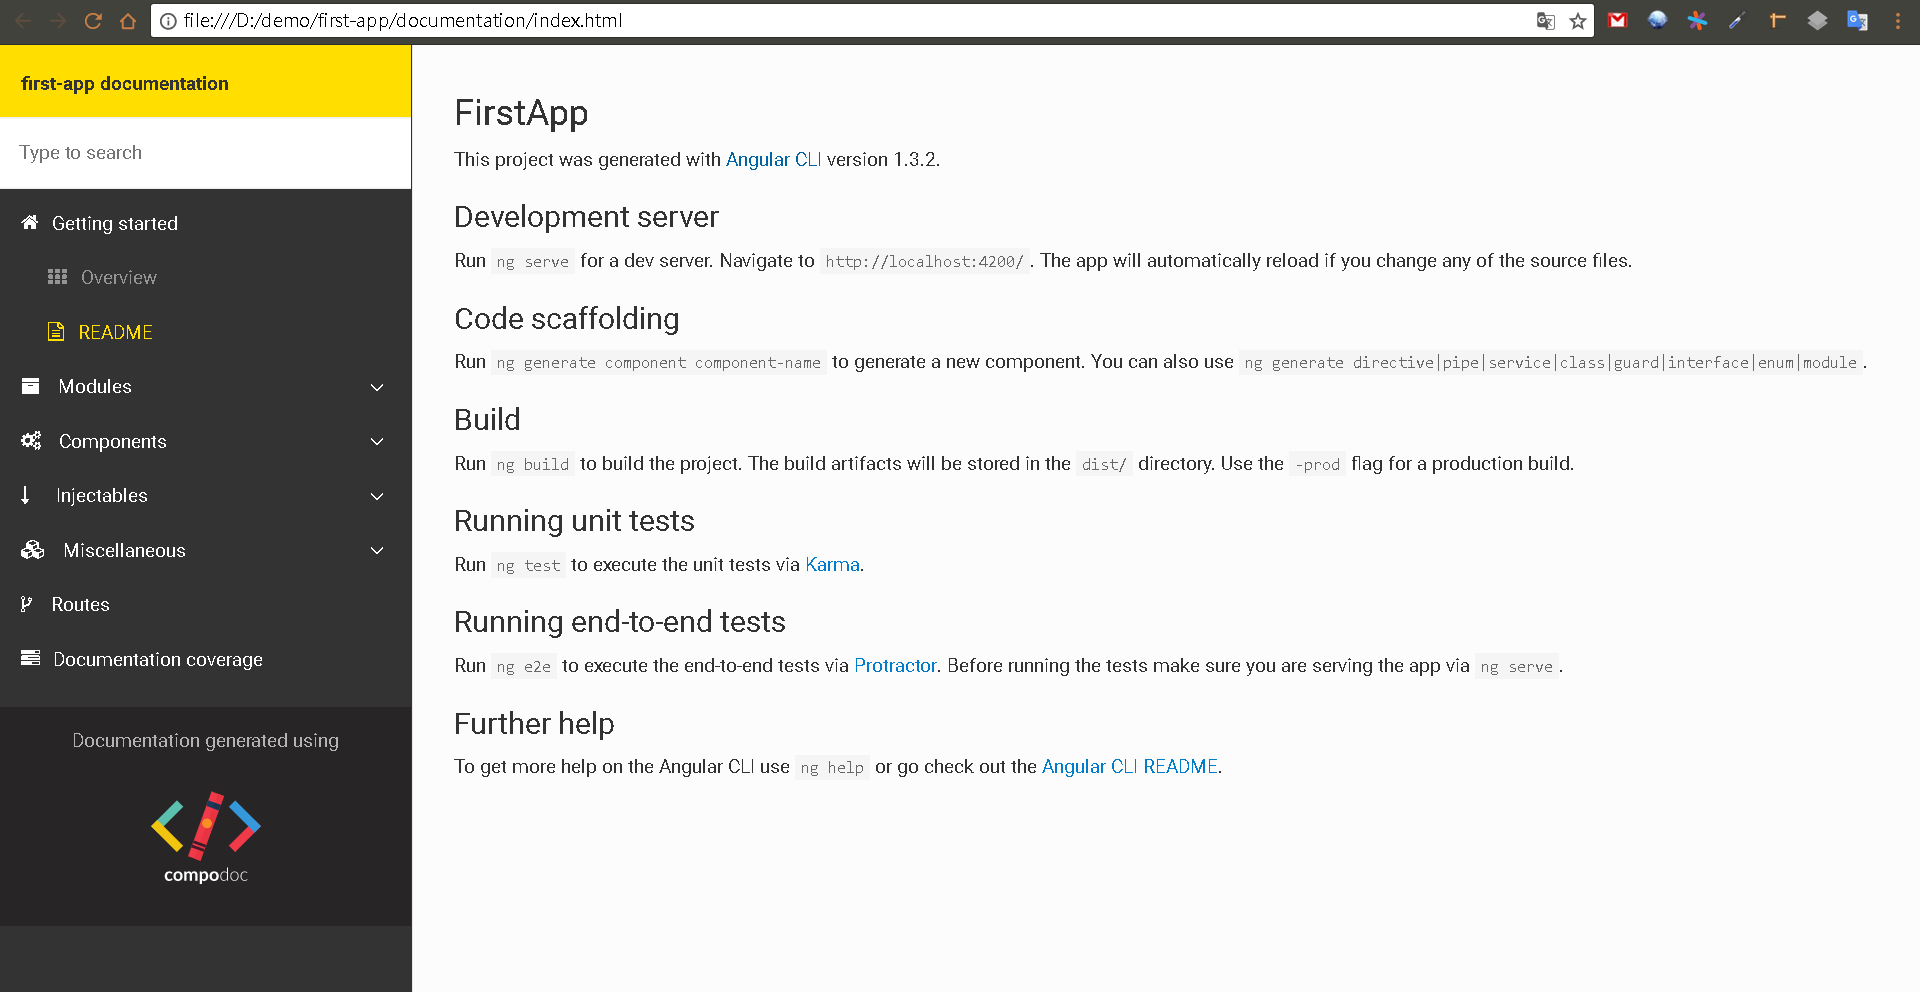 file:///D:/demo/first-app/documentation/index.html
first-app documentation
Type to search
Getting started
Overview
README
Modules
Components
Injectables
Miscellaneous
Routes
Documentation coverage
Documentation generated using
compodoc
FirstApp
This project was generated with Angular CLI version 1.3.2.
Development server
Run ng serve for a dev server. Navigate to http://localhost:4200/ . The app will automatically reload if you change any of the source files.
Code scaffolding
Run ng generate component component-name to generate a new component. You can also use ng generate directive|pipe|service|class|guard|interface|enum|module .
Build
Run ng build to build the project. The build artifacts will be stored in the dist/ directory. Use the -prod flag for a production build.
Running unit tests
Run ng test to execute the unit tests via Karma.
Running end-to-end tests
Run ng e2e to execute the end-to-end tests via Protractor. Before running the tests make sure you are serving the app via ng serve .
Further help
To get more help on the Angular CLI use ng help or go check out the Angular CLI README.